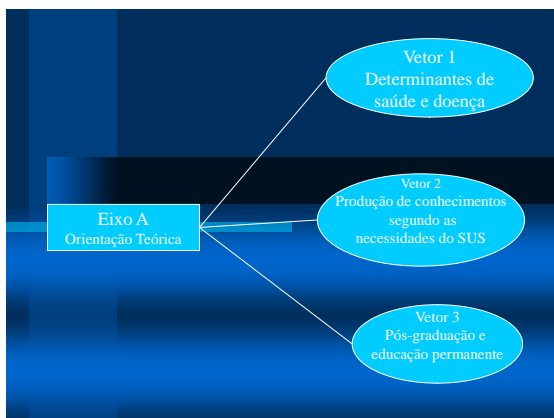 Vetor 1
Determinantes de
saúde e doença
Vetor 2
Produção de conhecimentos
segundo as
necessidades do SUS
Eixo A
Orientação Teórica
Vetor 3
Pós-graduação e
educação permanente